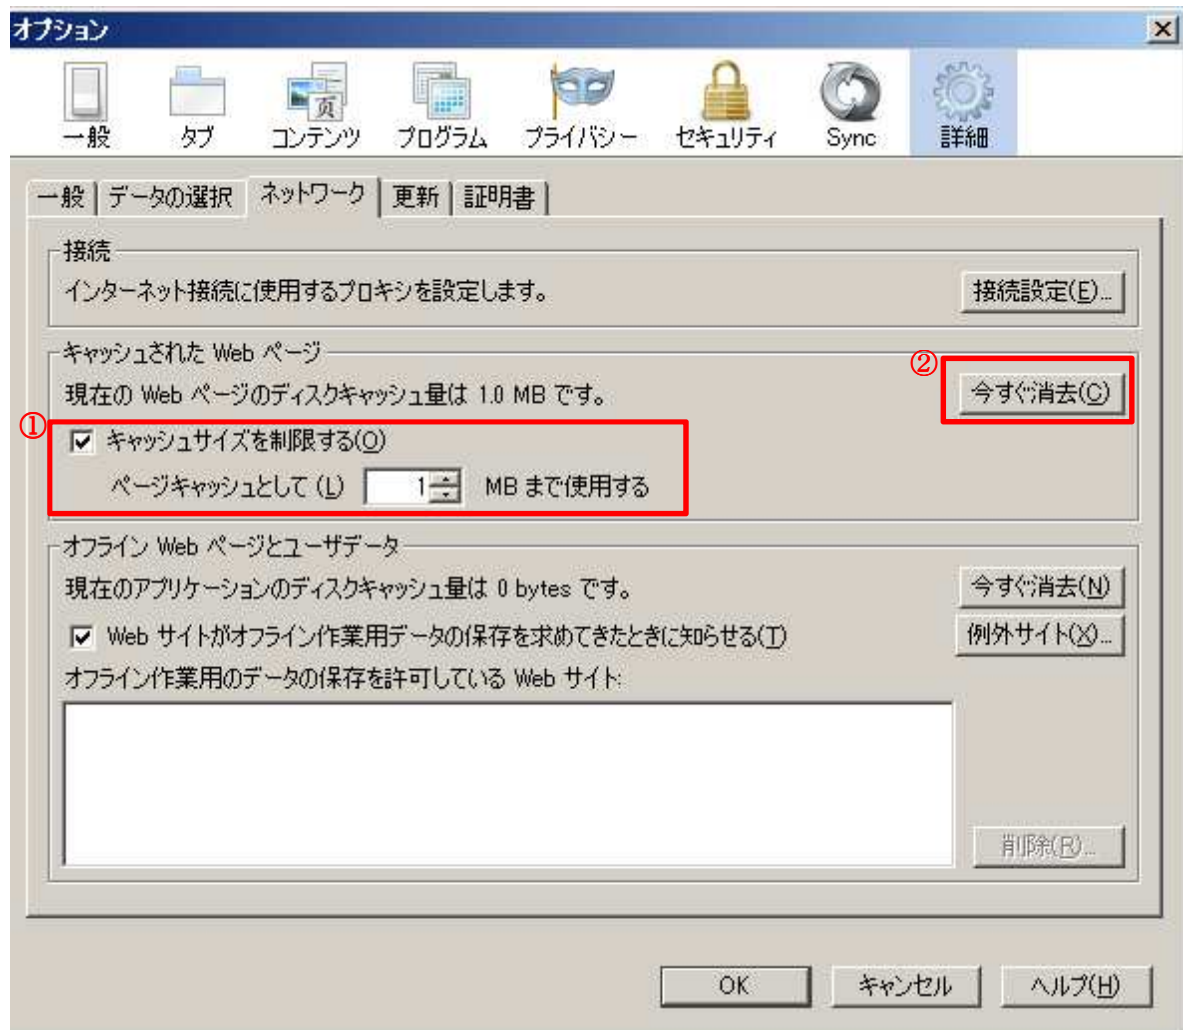 オプション
一般 タブ コンテンツ プログラム プライバシー セキュリティ Sync 詳細
一般 データの選択 ネットワーク 更新 証明書
接続
インターネット接続に使用するプロキシを設定します。 接続設定(E)...
キャッシュされた Web ページ
②
現在の Web ページのディスクキャッシュ量は 1.0 MB です。 今すぐ消去(C)
①
キャッシュサイズを制限する(O)
ページキャッシュとして (L) 1 MB まで使用する
オフライン Web ページとユーザデータ
現在のアプリケーションのディスクキャッシュ量は 0 bytes です。 今すぐ消去(N)
Web サイトがオフライン作業用データの保存を求めてきたときに知らせる(T) 例外サイト(X)...
オフライン作業用のデータの保存を許可している Web サイト:
削除(R)...
OK キャンセル ヘルプ(H)